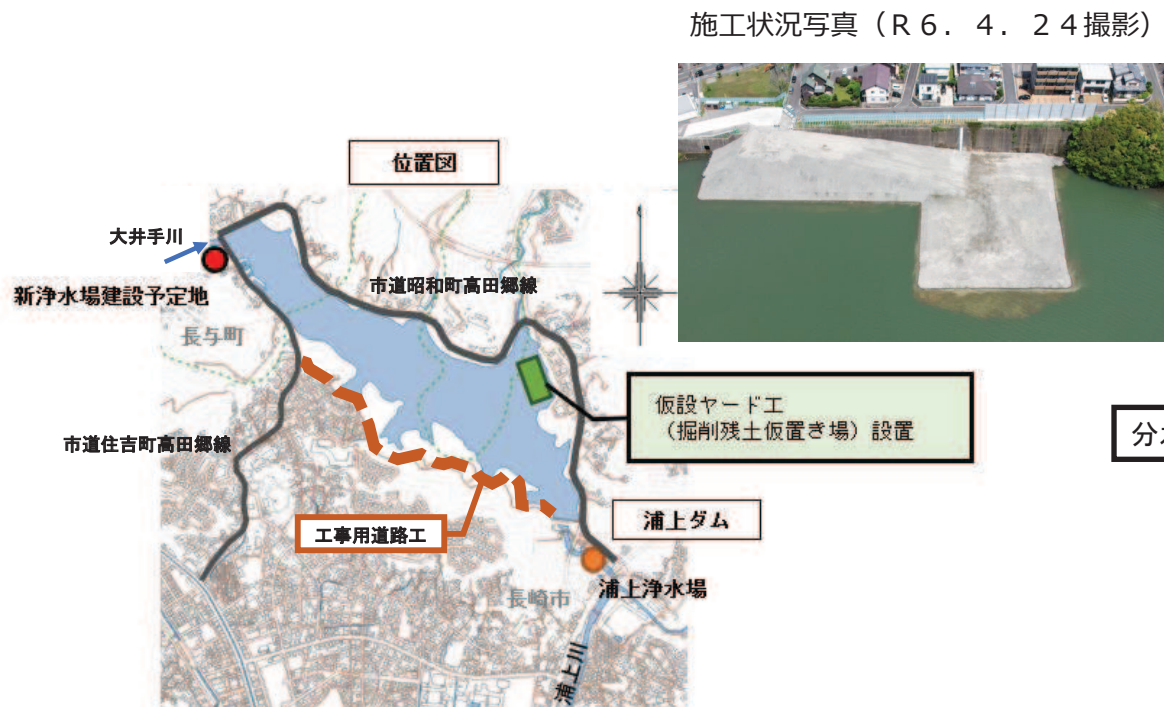 施工状況写真（Ｒ６．４．２４撮影）
位置図
大井手川
新浄水場建設予定地
市道昭和町高田郷線
長与町
仮設ヤード工
（掘削残土仮置き場）設置
市道住吉町高田郷線
工事用道路工
浦上ダム
浦上浄水場
長崎市
浦上川